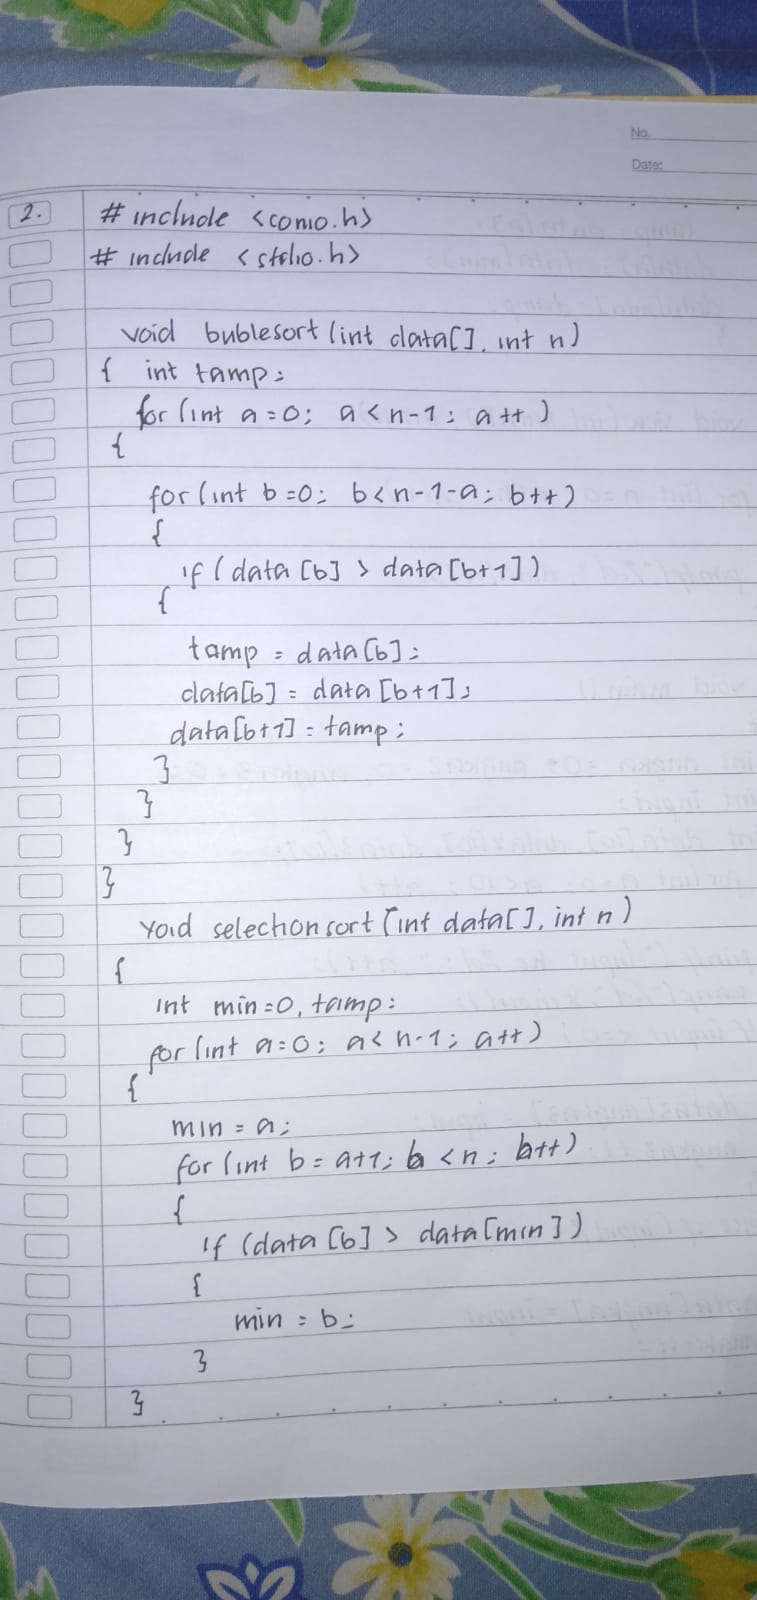 No.
Date:
2. # include <conio.h>
# include <stdio.h>
void bublesort (int data[], int n)
{ int tamp;
for (int a=0; a<n-1; a++)
{
for (int b=0; b<n-1-a; b++)
{
if (data [b] > data [b+1])
{
tamp = data [b];
data[b] = data [b+1];
data [b+1] = tamp;
}
}
}
}
void selection sort (int data[], int n)
{
int min=0, tamp;
for (int a=0; a< n-1; a++)
{
min = a;
for (int b = a+1; b <n; b++)
{
if (data [b] > data [min])
{
min = b;
}
}